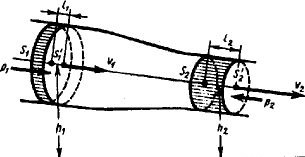 l₁
l₂
S₁
S₁'
v₁
p₁
S₂
S₂'
v₂
p₂
h₁
h₂